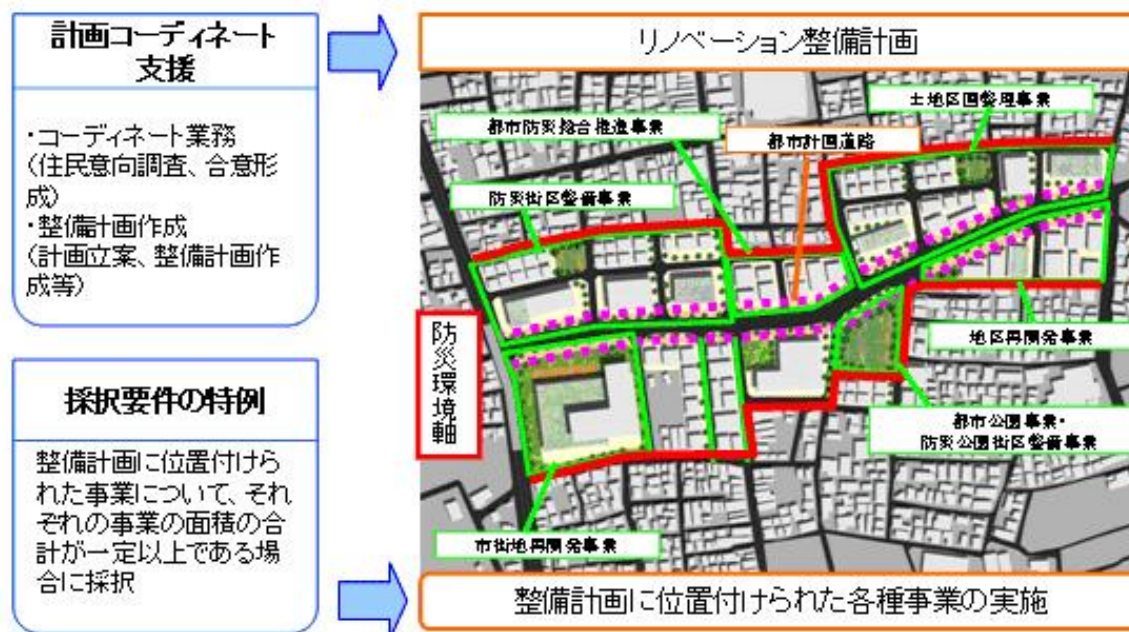 計画コーディネート
支援
・コーディネート業務
(住民意向調査、合意形
成)
・整備計画作成
(計画立案、整備計画作
成等)
採択要件の特例
整備計画に位置付けら
れた事業について、それ
ぞれの事業の面積の合
計が一定以上である場
合に採択
リノベーション整備計画
土地区画整理事業
都市防災総合推進事業
都市計画道路
防災街区整備事業
防災環境軸
地区再開発事業
都市公園事業・
防災公園街区整備事業
市街地再開発事業
整備計画に位置付けられた各種事業の実施